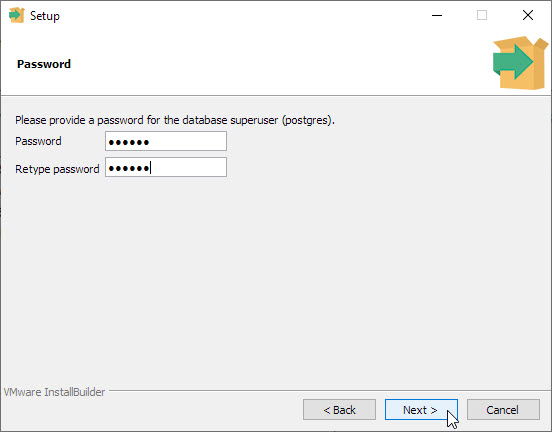 Setup
Password
Please provide a password for the database superuser (postgres).
Password ●●●●●●
Retype password ●●●●●●
VMware InstallBuilder
< Back Next > Cancel